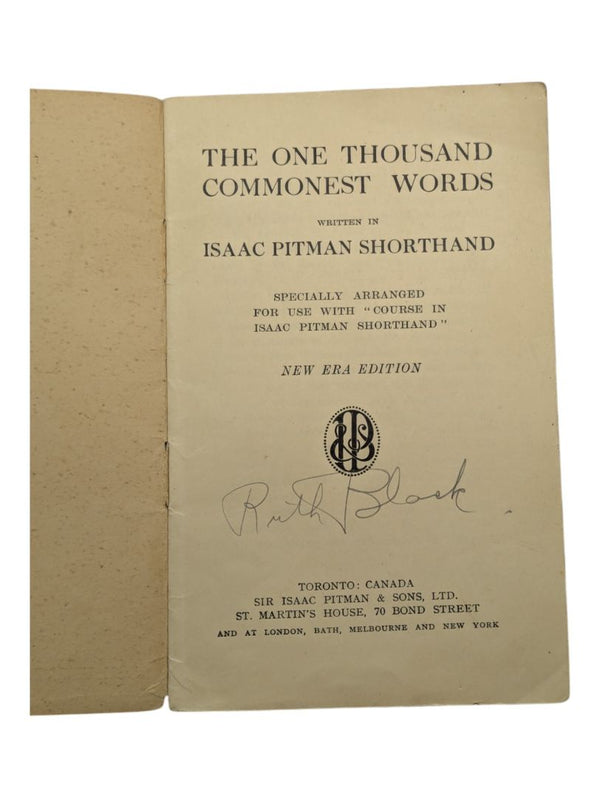 THE ONE THOUSAND
COMMONEST WORDS
WRITTEN IN
ISAAC PITMAN SHORTHAND
SPECIALLY ARRANGED
FOR USE WITH "COURSE IN
ISAAC PITMAN SHORTHAND"
NEW ERA EDITION
Ruth Black
TORONTO: CANADA
SIR ISAAC PITMAN & SONS, LTD.
ST. MARTIN'S HOUSE, 70 BOND STREET
AND AT LONDON, BATH, MELBOURNE AND NEW YORK